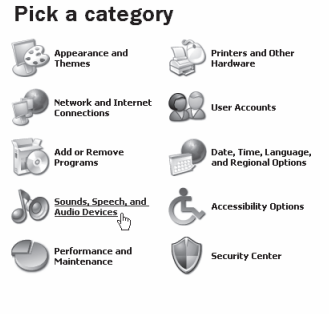 Pick a category
Appearance and
Themes
Printers and Other
Hardware
Network and Internet
Connections
User Accounts
Add or Remove
Programs
Date, Time, Language,
and Regional Options
Sounds, Speech, and
Audio Devices
Accessibility Options
Performance and
Maintenance
Security Center